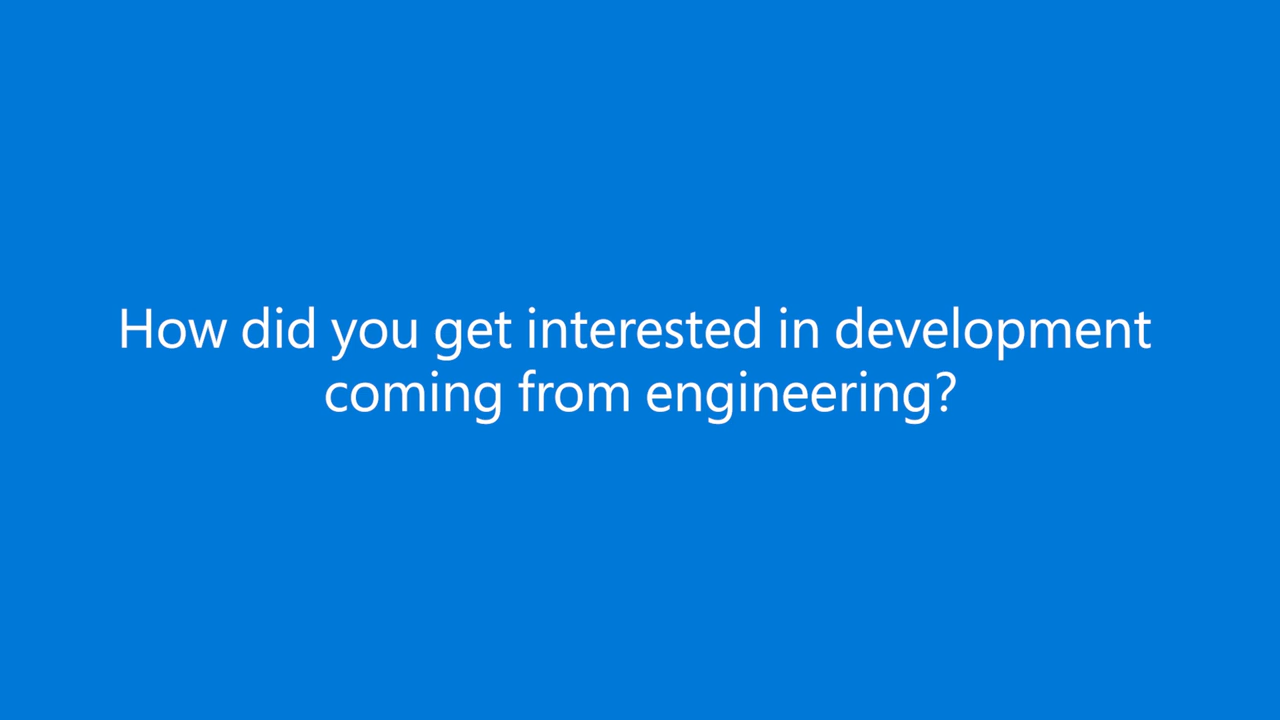 How did you get interested in development
coming from engineering?